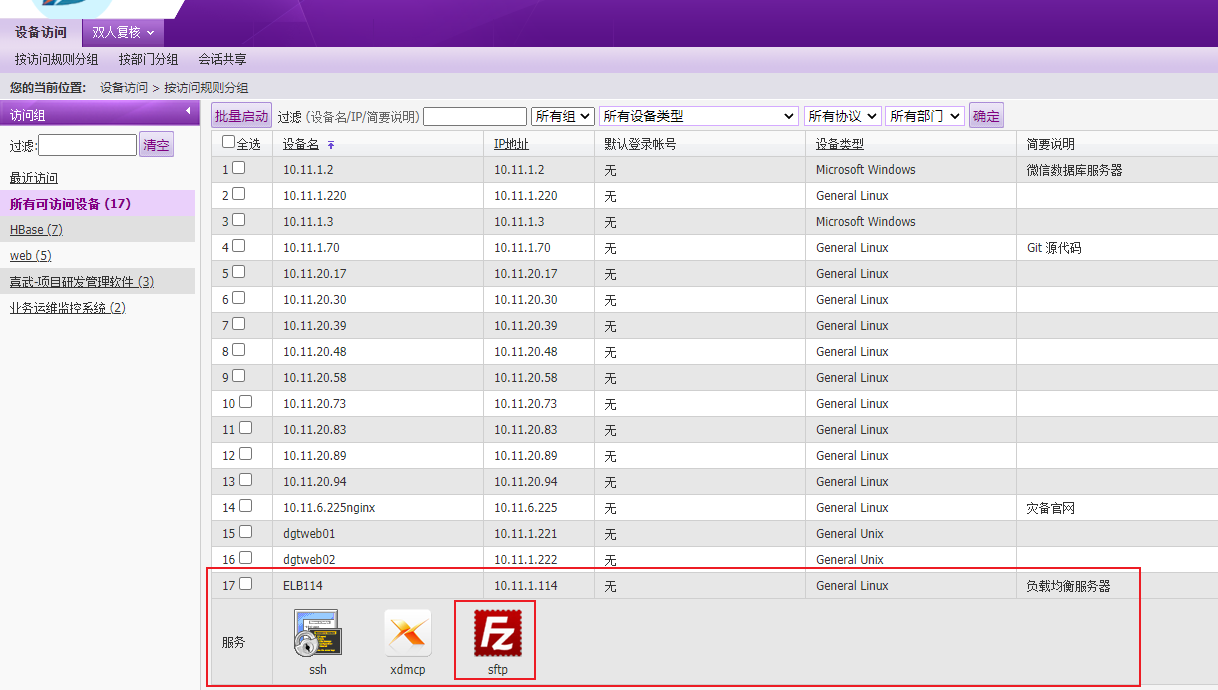 设备访问 双人复核
按访问规则分组 按部门分组 会话共享
您的当前位置: 设备访问 > 按访问规则分组
访问组
过滤: 清空
最近访问
所有可访问设备 (17)
HBase (7)
web (5)
喜武-项目研发管理软件 (3)
业务运维监控系统 (2)
批量启动 过滤 (设备名/IP/简要说明) 所有组 所有设备类型 所有协议 所有部门 确定
全选 设备名 IP地址 默认登录帐号 设备类型 简要说明
1 10.11.1.2 10.11.1.2 无 Microsoft Windows 微信数据库服务器
2 10.11.1.220 10.11.1.220 无 General Linux
3 10.11.1.3 10.11.1.3 无 Microsoft Windows
4 10.11.1.70 10.11.1.70 无 General Linux Git 源代码
5 10.11.20.17 10.11.20.17 无 General Linux
6 10.11.20.30 10.11.20.30 无 General Linux
7 10.11.20.39 10.11.20.39 无 General Linux
8 10.11.20.48 10.11.20.48 无 General Linux
9 10.11.20.58 10.11.20.58 无 General Linux
10 10.11.20.73 10.11.20.73 无 General Linux
11 10.11.20.83 10.11.20.83 无 General Linux
12 10.11.20.89 10.11.20.89 无 General Linux
13 10.11.20.94 10.11.20.94 无 General Linux
14 10.11.6.225nginx 10.11.6.225 无 General Linux 灾备官网
15 dgtweb01 10.11.1.221 无 General Unix
16 dgtweb02 10.11.1.222 无 General Unix
17 ELB114 10.11.1.114 无 General Linux 负载均衡服务器
服务
Fz
ssh xdmcp sftp